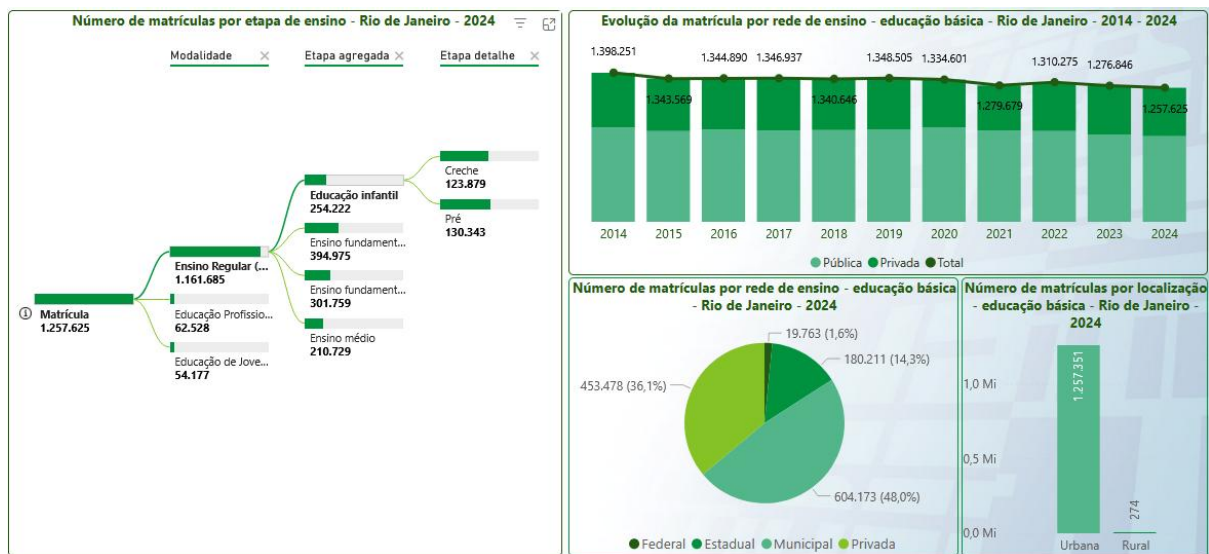 Número de matrículas por etapa de ensino - Rio de Janeiro - 2024
Modalidade
Etapa agregada
Etapa detalhe
Matrícula
1.257.625
Ensino Regular (...
1.161.685
Educação Profissio...
62.528
Educação de Jove...
54.177
Educação infantil
254.222
Ensino fundament...
394.975
Ensino fundament...
301.759
Ensino médio
210.729
Creche
123.879
Pré
130.343
Evolução da matrícula por rede de ensino - educação básica - Rio de Janeiro - 2014 - 2024
1.398.251
1.343.569
1.344.890
1.346.937
1.340.646
1.348.505
1.334.601
1.279.679
1.310.275
1.276.846
1.257.625
2014 2015 2016 2017 2018 2019 2020 2021 2022 2023 2024
Pública Privada Total
Número de matrículas por rede de ensino - educação básica
- Rio de Janeiro - 2024
19.763 (1,6%)
180.211 (14,3%)
453.478 (36,1%)
604.173 (48,0%)
Federal Estadual Municipal Privada
Número de matrículas por localização
- educação básica - Rio de Janeiro -
2024
1,0 Mi
0,5 Mi
0,0 Mi
1.257.351
274
Urbana Rural